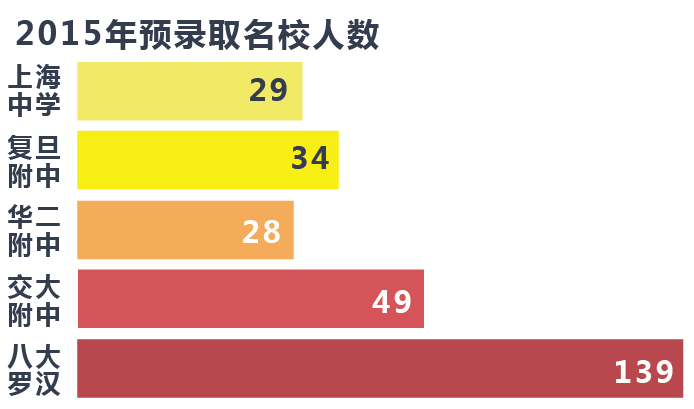 2015年预录取名校人数
上海
中学
29
复旦
附中
34
华二
附中
28
交大
附中
49
八大
罗汉
139